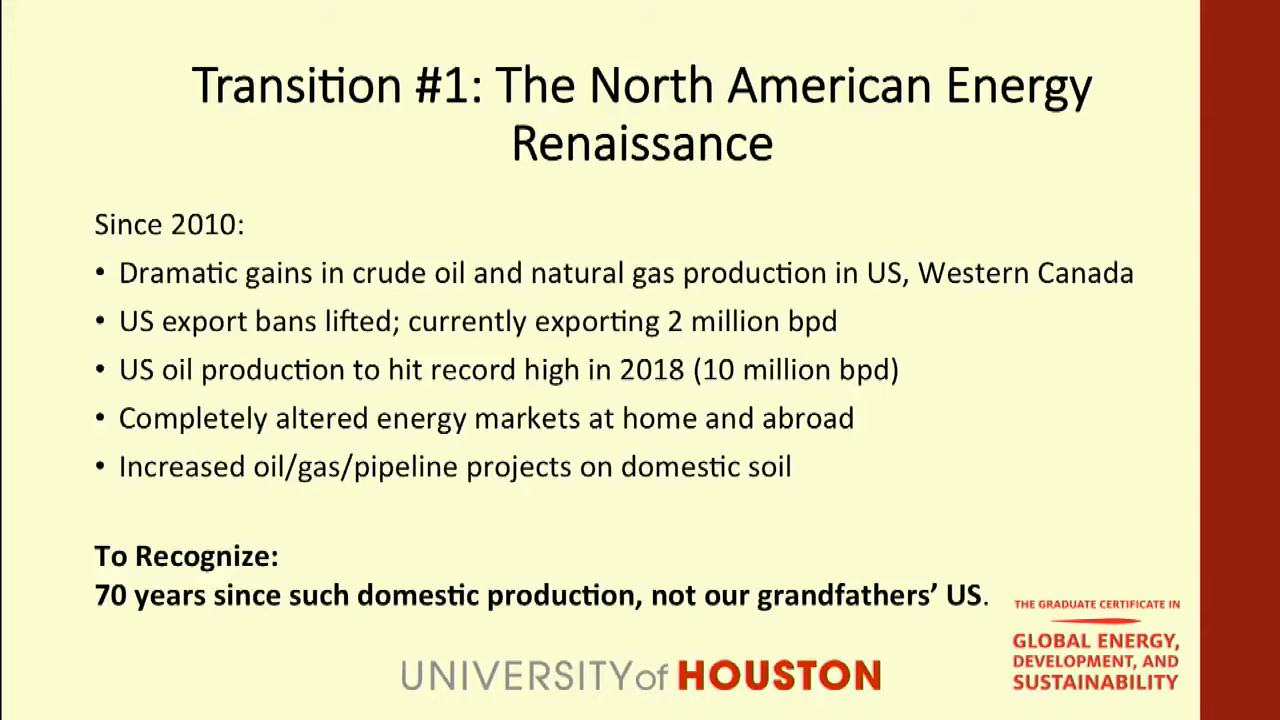 Transition #1: The North American Energy
Renaissance
Since 2010:
• Dramatic gains in crude oil and natural gas production in US, Western Canada
• US export bans lifted; currently exporting 2 million bpd
• US oil production to hit record high in 2018 (10 million bpd)
• Completely altered energy markets at home and abroad
• Increased oil/gas/pipeline projects on domestic soil
To Recognize:
70 years since such domestic production, not our grandfathers’ US.
THE GRADUATE CERTIFICATE IN
GLOBAL ENERGY,
DEVELOPMENT, AND
SUSTAINABILITY
UNIVERSITY of HOUSTON